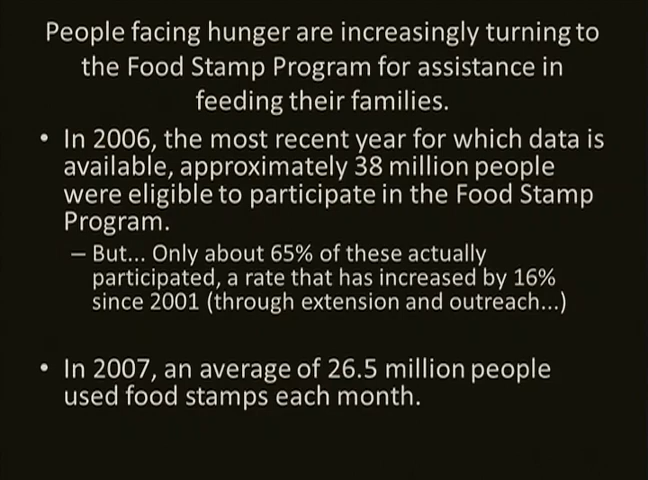 People facing hunger are increasingly turning to
the Food Stamp Program for assistance in
feeding their families.
• In 2006, the most recent year for which data is
available, approximately 38 million people
were eligible to participate in the Food Stamp
Program.
– But... Only about 65% of these actually
participated, a rate that has increased by 16%
since 2001 (through extension and outreach...)
• In 2007, an average of 26.5 million people
used food stamps each month.